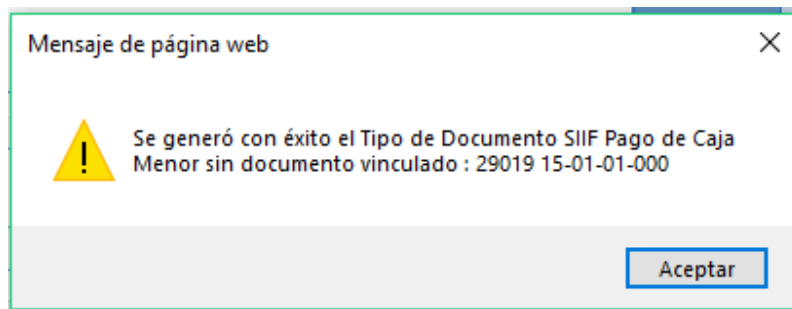 Mensaje de página web
Se generó con éxito el Tipo de Documento SIIF Pago de Caja
Menor sin documento vinculado : 29019 15-01-01-000
Aceptar